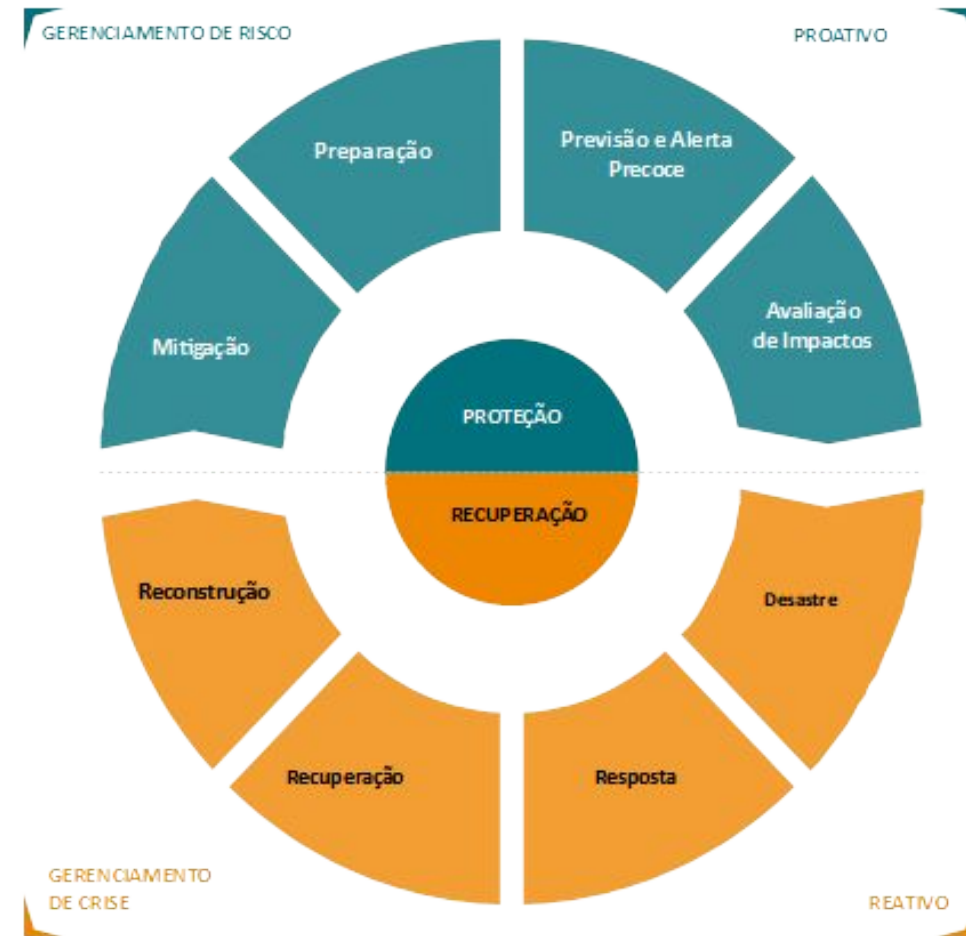 GERENCIAMENTO DE RISCO
PROATIVO
Preparação
Previsão e Alerta
Precoce
Mitigação
Avaliação
de Impactos
PROTEÇÃO
RECUPERAÇÃO
Reconstrução
Desastre
Recuperação
Resposta
GERENCIAMENTO
DE CRISE
REATIVO